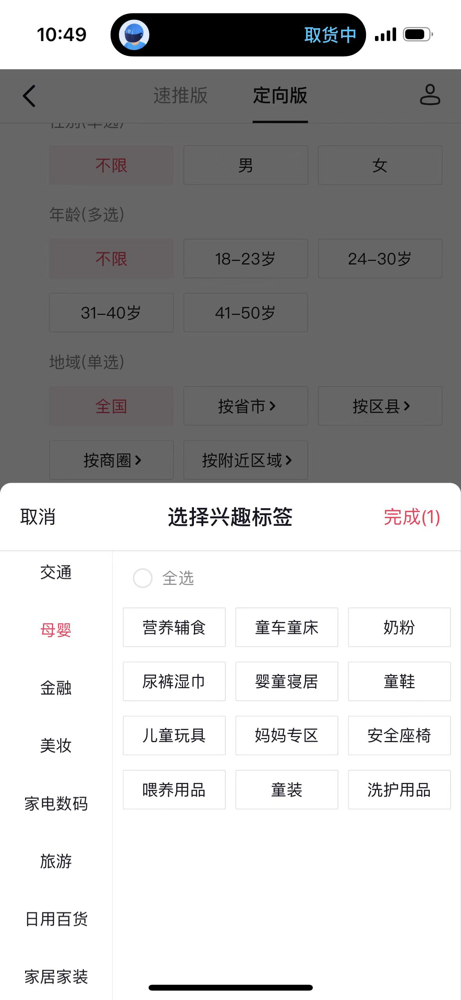 10:49
取货中
速推版 定向版
性别(单选)
不限 男 女
年龄(多选)
不限 18-23岁 24-30岁
31-40岁 41-50岁
地域(单选)
全国 按省市 按区县
按商圈 按附近区域
取消 选择兴趣标签 完成(1)
交通
母婴
金融
美妆
家电数码
旅游
日用百货
家居家装
全选
营养辅食 童车童床 奶粉
尿裤湿巾 婴童寝居 童鞋
儿童玩具 妈妈专区 安全座椅
喂养用品 童装 洗护用品